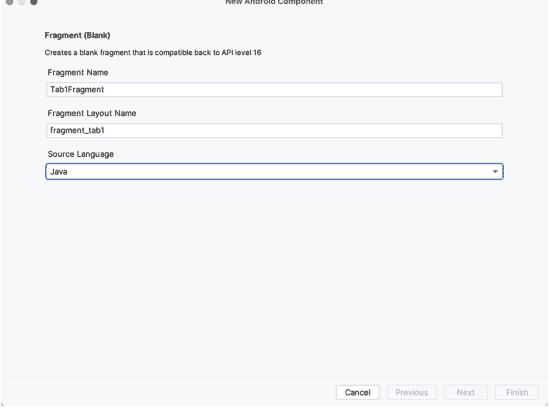 New Android Component
Fragment (Blank)
Creates a blank fragment that is compatible back to API level 16
Fragment Name
Tab1Fragment
Fragment Layout Name
fragment_tab1
Source Language
Java
Cancel Previous Next Finish